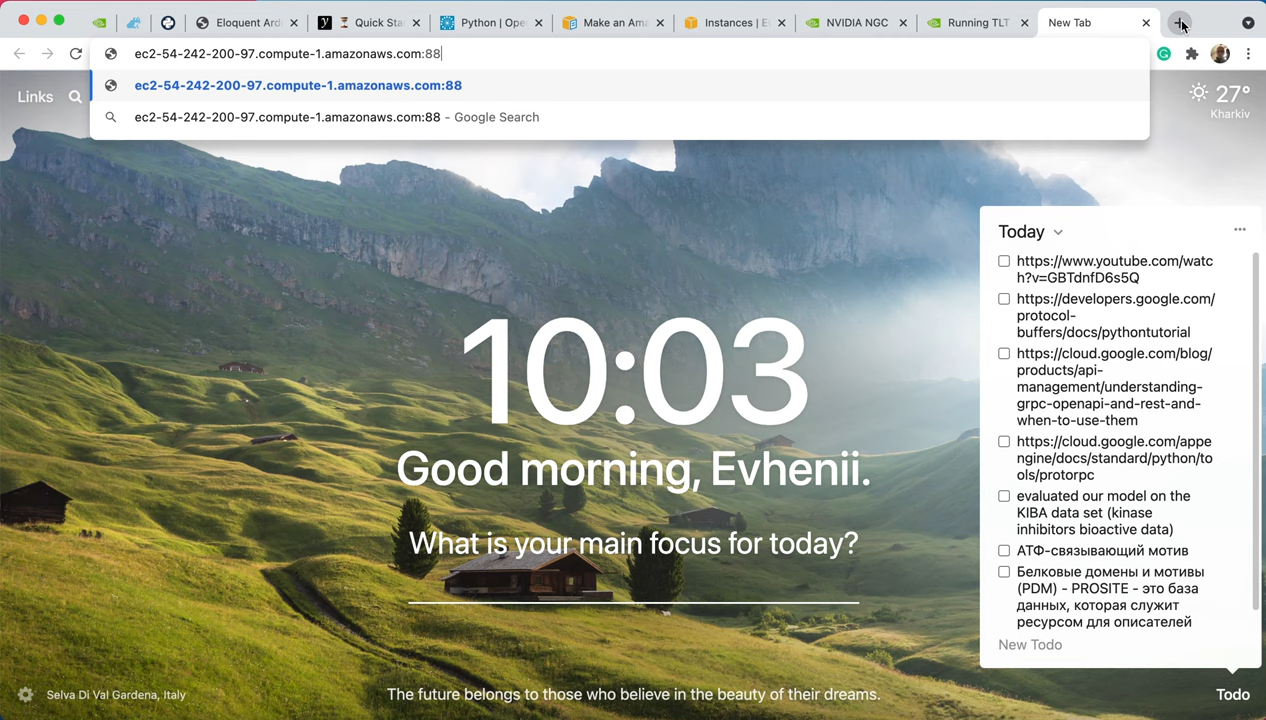 Eloquent Ard
Quick Sta
Python | Ope
Make an Ama
Instances | E
NVIDIA NGC
Running TLT
New Tab
ec2-54-242-200-97.compute-1.amazonaws.com:88
ec2-54-242-200-97.compute-1.amazonaws.com:88
ec2-54-242-200-97.compute-1.amazonaws.com:88 - Google Search
Links
27°
Kharkiv
10:03
Good morning, Evhenii.
What is your main focus for today?
Today
https://www.youtube.com/watc
h?v=GBTdnfD6s5Q
https://developers.google.com/
protocol-
buffers/docs/pythontutorial
https://cloud.google.com/blog/
products/api-
management/understanding-
grpc-openapi-and-rest-and-
when-to-use-them
https://cloud.google.com/appe
ngine/docs/standard/python/to
ols/protorpc
evaluated our model on the
KIBA data set (kinase
inhibitors bioactive data)
АТФ-связывающий мотив
Белковые домены и мотивы
(PDM) - PROSITE - это база
данных, которая служит
ресурсом для описателей
New Todo
Selva Di Val Gardena, Italy
The future belongs to those who believe in the beauty of their dreams.
Todo